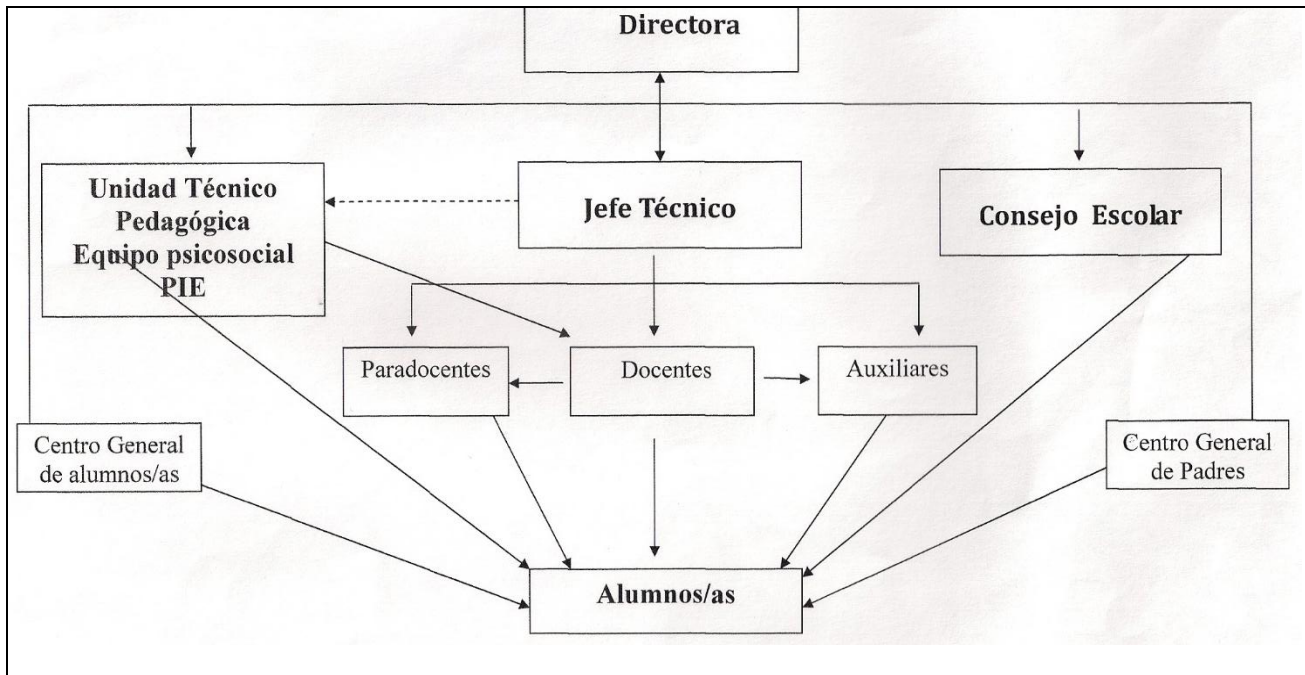 Directora
Unidad Técnico
Pedagógica
Equipo psicosocial
PIE
Jefe Técnico
Consejo Escolar
Paradocentes
Docentes
Auxiliares
Centro General
de alumnos/as
Centro General
de Padres
Alumnos/as